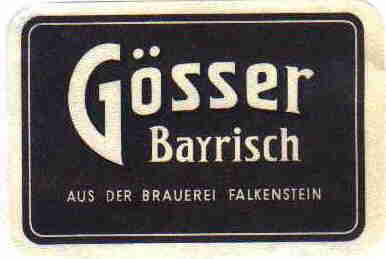 Gösser
Bayrisch
AUS DER BRAUEREI FALKENSTEIN